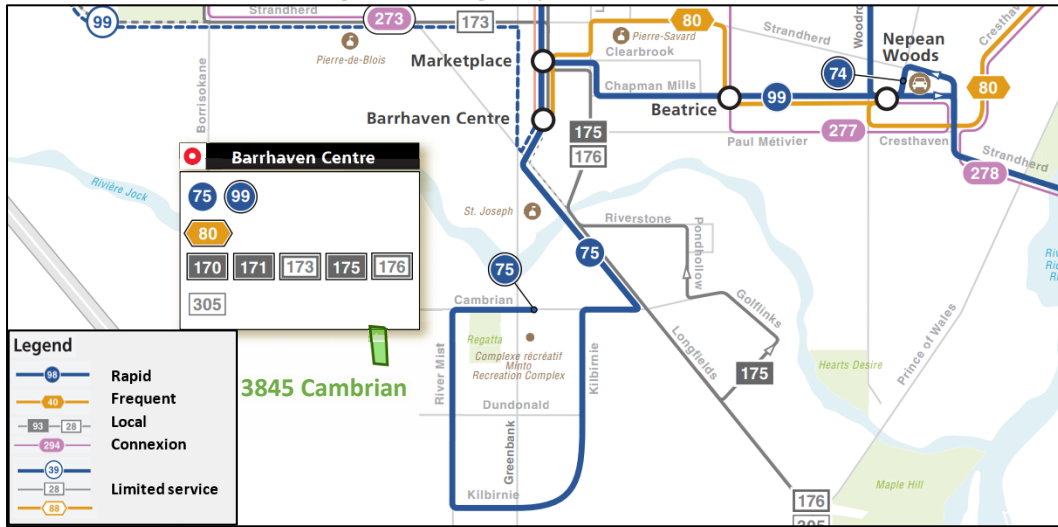 99
Strandherd
273
173
80
Strandherd
Woodro
Cresthaven
Nepean
Woods
Pierre-de-Blois
Pierre-Savard
Clearbrook
74
80
Marketplace
Chapman Mills
99
Beatrice
Borrisokane
Barrhaven Centre
175
176
Paul Métivier
277
Cresthaven
Strandherd
278
Barrhaven Centre
75
99
80
170
171
173
175
176
305
Rivière Jock
St. Joseph
Riverstone
Pondhollow
75
75
Cambrian
Golflinks
Regatta
Complexe récréatif
Minto
Recreation Complex
River Mist
Kilbirnie
Longfields
175
Hearts Desire
Prince of Wales
3845 Cambrian
Dundonald
Greenbank
Kilbirnie
Maple Hill
176
305
Legend
98
Rapid
40
Frequent
93
28
Local
294
Connexion
39
28
Limited service
88